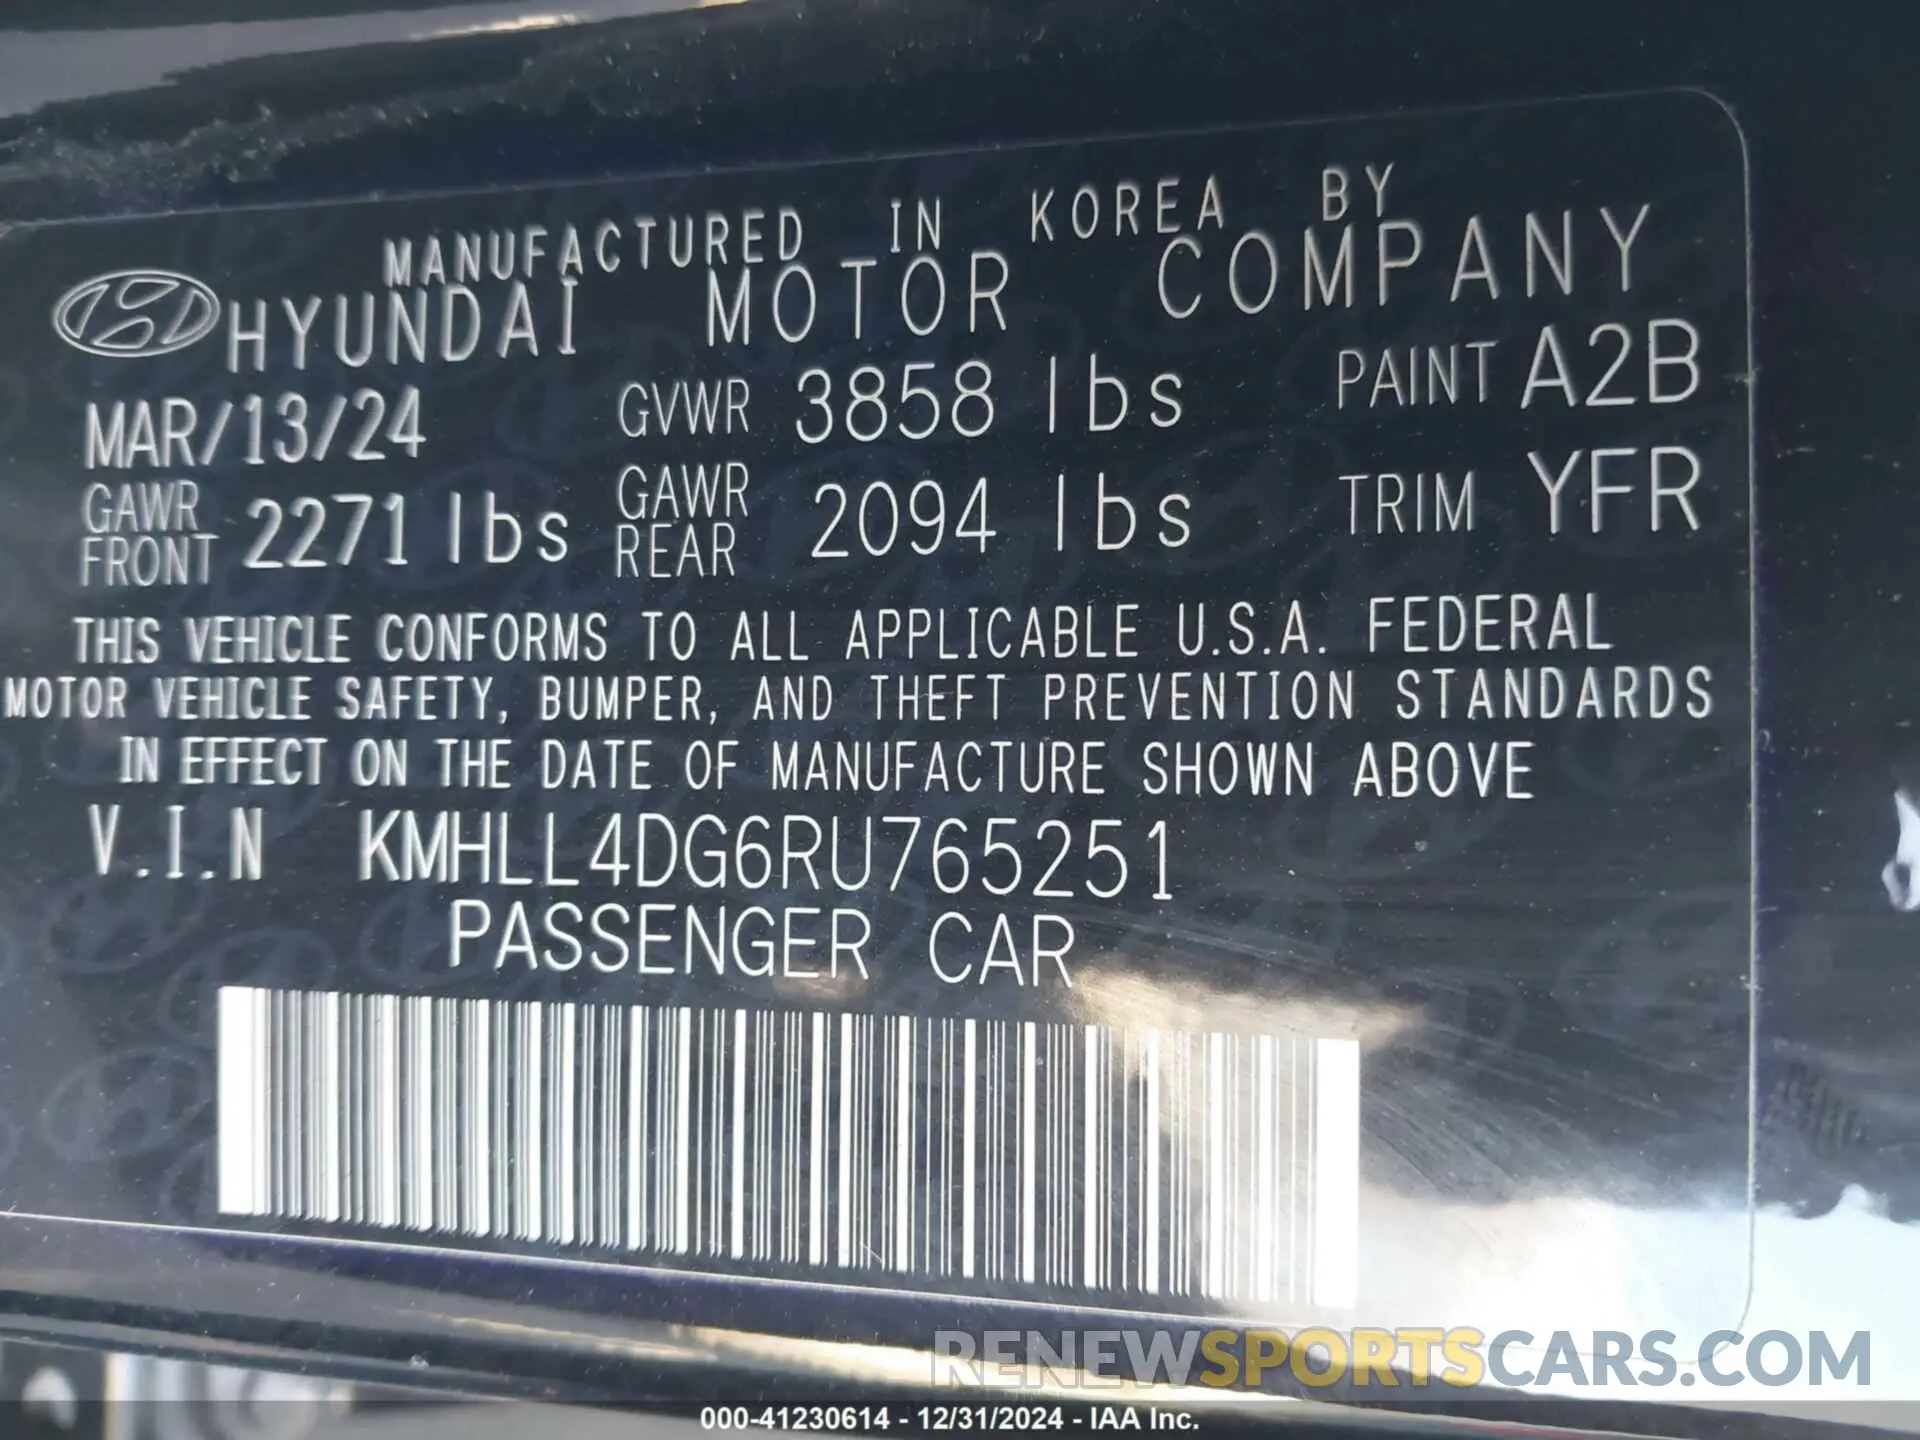 MANUFACTURED IN KOREA BY
HYUNDAI MOTOR COMPANY
MAR/13/24 GVWR 3858 lbs PAINT A2B
GAWR FRONT 2271 lbs GAWR REAR 2094 lbs TRIM YFR
THIS VEHICLE CONFORMS TO ALL APPLICABLE U.S.A. FEDERAL
MOTOR VEHICLE SAFETY, BUMPER, AND THEFT PREVENTION STANDARDS
IN EFFECT ON THE DATE OF MANUFACTURE SHOWN ABOVE
V.I.N KMHLL4DG6RU765251
PASSENGER CAR
RENEWSPORTSCARS.COM
000-41230614 - 12/31/2024 - IAA Inc.